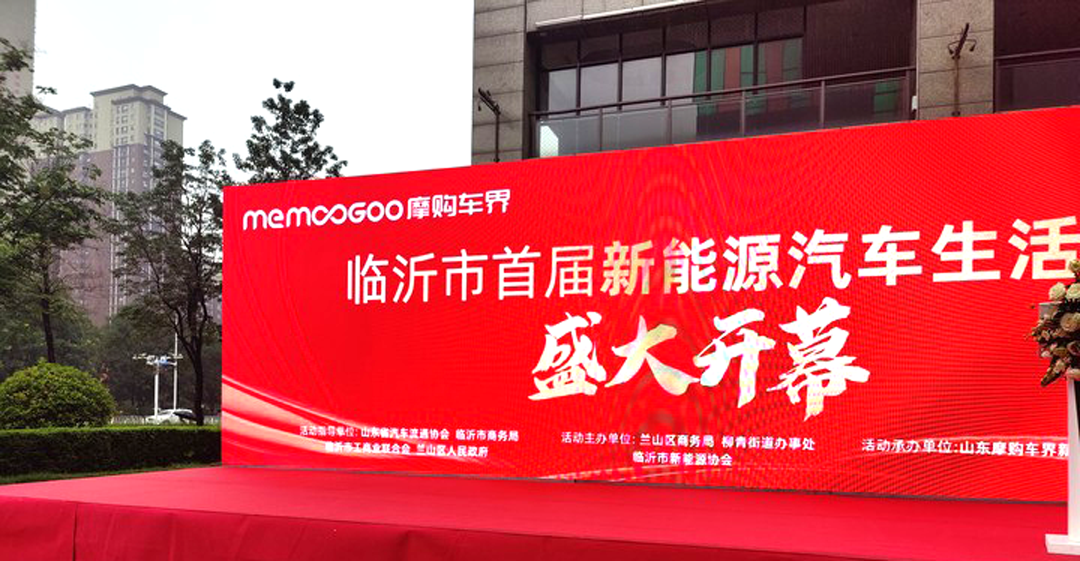 memooGoo摩购车界
临沂市首届新能源汽车生活
盛大开幕
活动指导单位:山东省汽车流通协会 临沂市商务局
临沂市工商业联合会 兰山区人民政府
活动主办单位:兰山区商务局 柳青街道办事处
临沂市新能源协会
活动承办单位:山东摩购车界新